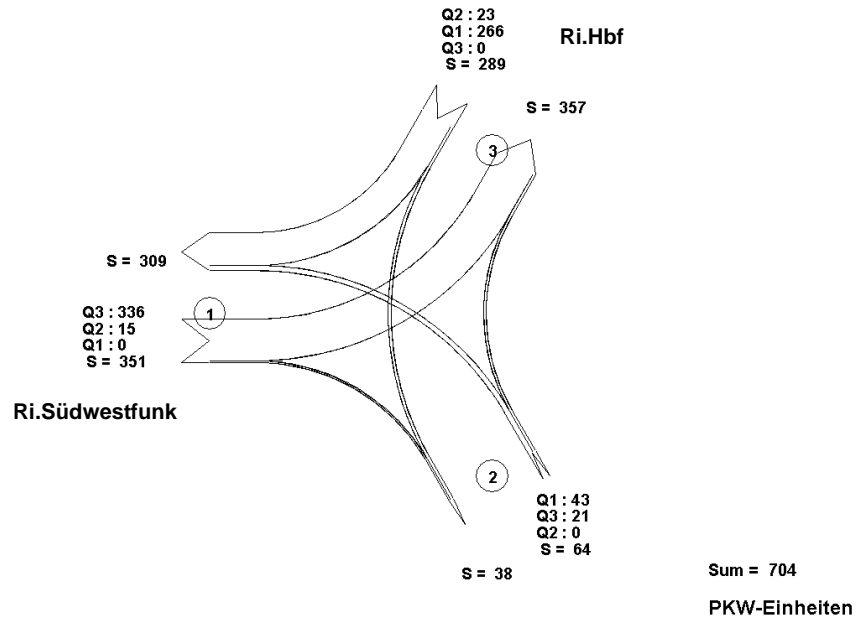 Q2 : 23
Q1 : 266
Q3 : 0
S = 289
Ri.Hbf
S = 357
3
S = 309
Q3 : 336
Q2 : 15
Q1 : 0
S = 351
1
Ri.Südwestfunk
2
Q1 : 43
Q3 : 21
Q2 : 0
S = 64
S = 38
Sum = 704
PKW-Einheiten